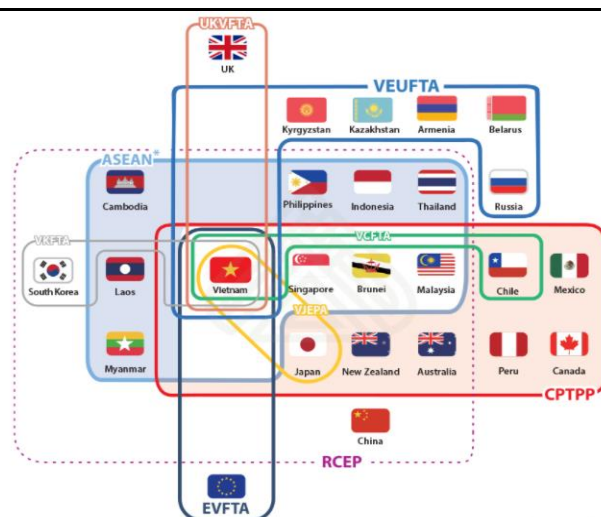 UKVFTA
UK
VEUFTA
Kyrgyzstan Kazakhstan Armenia Belarus
ASEAN*
Cambodia Philippines Indonesia Thailand Russia
VKFTA VCFTA
South Korea Laos Vietnam Singapore Brunei Malaysia Chile Mexico
VJEPA
Myanmar Japan New Zealand Australia Peru Canada
CPTPP
China
RCEP
EVFTA